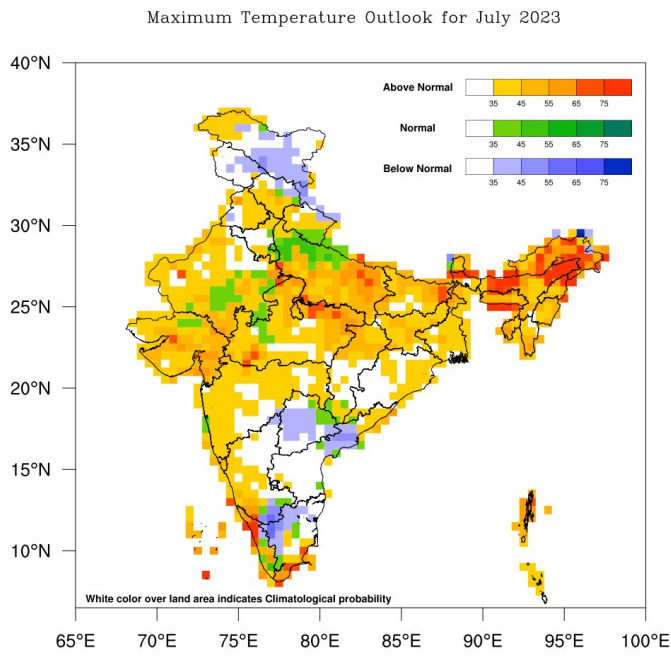 Maximum Temperature Outlook for July 2023
40°N
35°N
30°N
25°N
20°N
15°N
10°N
Above Normal
35 45 55 65 75
Normal
35 45 55 65 75
Below Normal
35 45 55 65 75
White color over land area indicates Climatological probability
65°E 70°E 75°E 80°E 85°E 90°E 95°E 100°E